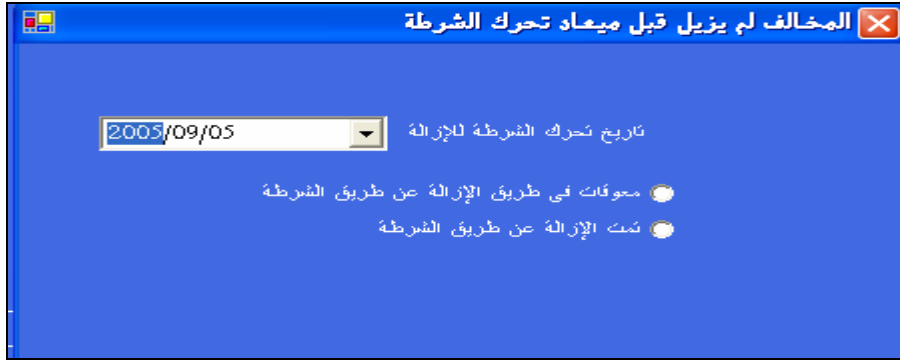 المخالف لم يزيل قبل ميعاد تحرك الشرطة
تاريخ تحرك الشرطة للإزالة 2005/09/05
معوقات فى طريق الإزالة عن طريق الشرطة
تمت الإزالة عن طريق الشرطة